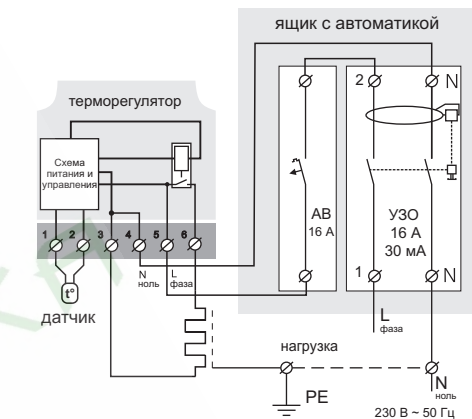 ящик с автоматикой
терморегулятор
2
N
Схема
питания и
управления
АВ
16 А
УЗО
16 А
30 мА
1
2
3
4
5
6
1
N
N
ноль
L
фаза
t°
датчик
L
фаза
нагрузка
PE
N
ноль
230 В ~ 50 Гц